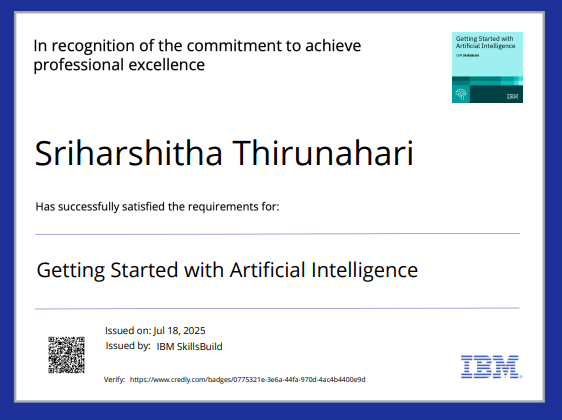 In recognition of the commitment to achieve
professional excellence
Getting Started with
Artificial Intelligence
IBM SkillsBuild
IBM
Sriharshitha Thirunahari
Has successfully satisfied the requirements for:
Getting Started with Artificial Intelligence
Issued on: Jul 18, 2025
Issued by: IBM SkillsBuild
Verify: https://www.credly.com/badges/0775321e-3e6a-44fa-970d-4ac4b4400e9d
IBM.